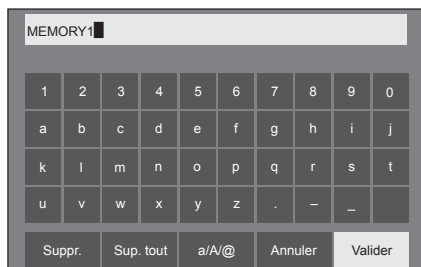 MEMORY1
1 2 3 4 5 6 7 8 9 0
a b c d e f g h i j
k l m n o p q r s t
u v w x y z . – _
Suppr. Sup. tout a/A/@ Annuler Valider